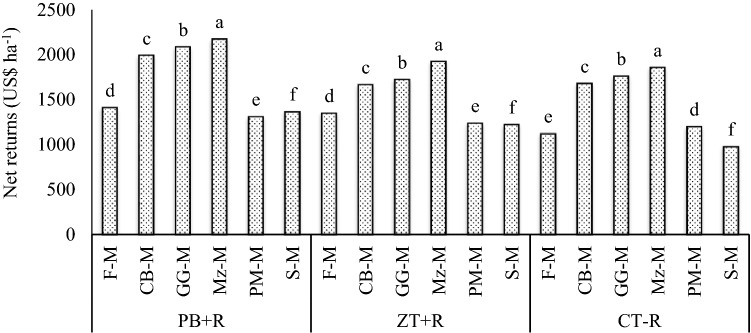 Net returns (US$ ha-1)
2500
2000
1500
1000
500
0
d c b a e f d c b a e f e c b a d f
F-M CB-M GG-M Mz-M PM-M S-M F-M CB-M GG-M Mz-M PM-M S-M F-M CB-M GG-M Mz-M PM-M S-M
PB+R ZT+R CT-R